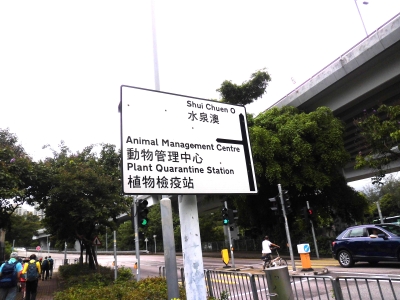 Shui Chuen O
水泉澳
Animal Management Centre
動物管理中心
Plant Quarantine Station
植物檢疫站